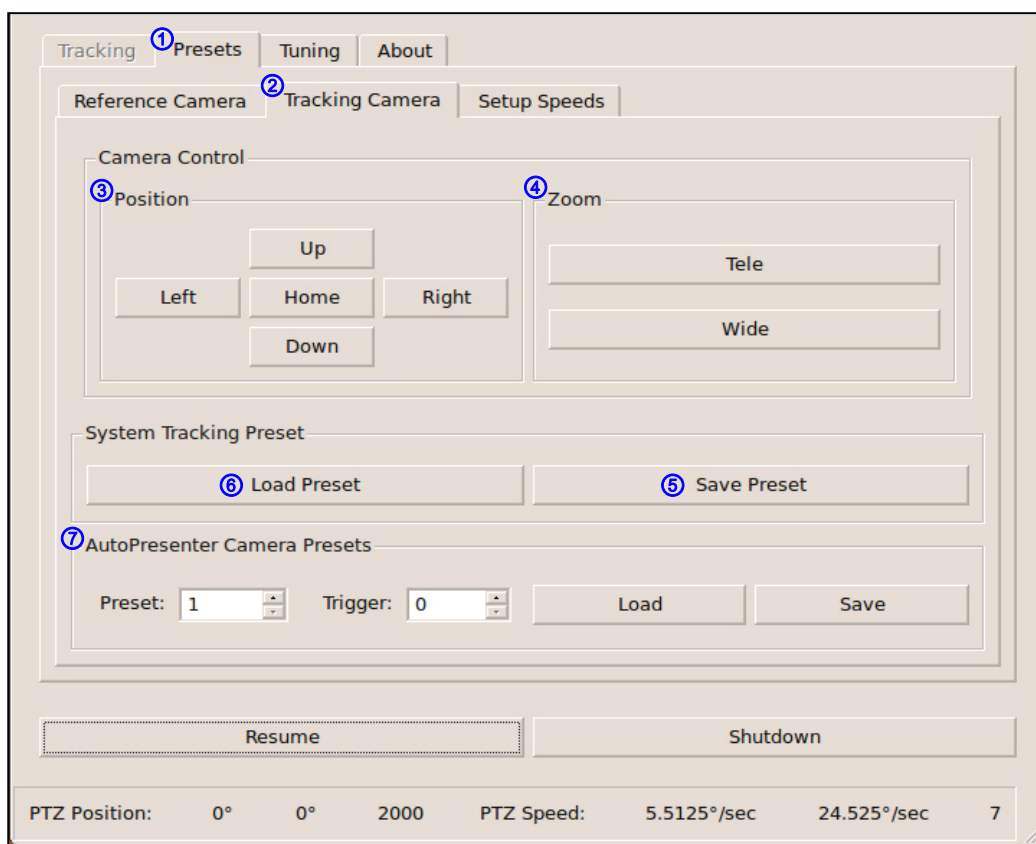 Tracking ① Presets Tuning About
Reference Camera ② Tracking Camera Setup Speeds
Camera Control
③ Position ④ Zoom
Up
Tele
Left Home Right
Wide
Down
System Tracking Preset
⑥ Load Preset ⑤ Save Preset
⑦ AutoPresenter Camera Presets
Preset: 1 Trigger: 0 Load Save
Resume Shutdown
PTZ Position: 0° 0° 2000 PTZ Speed: 5.5125°/sec 24.525°/sec 7